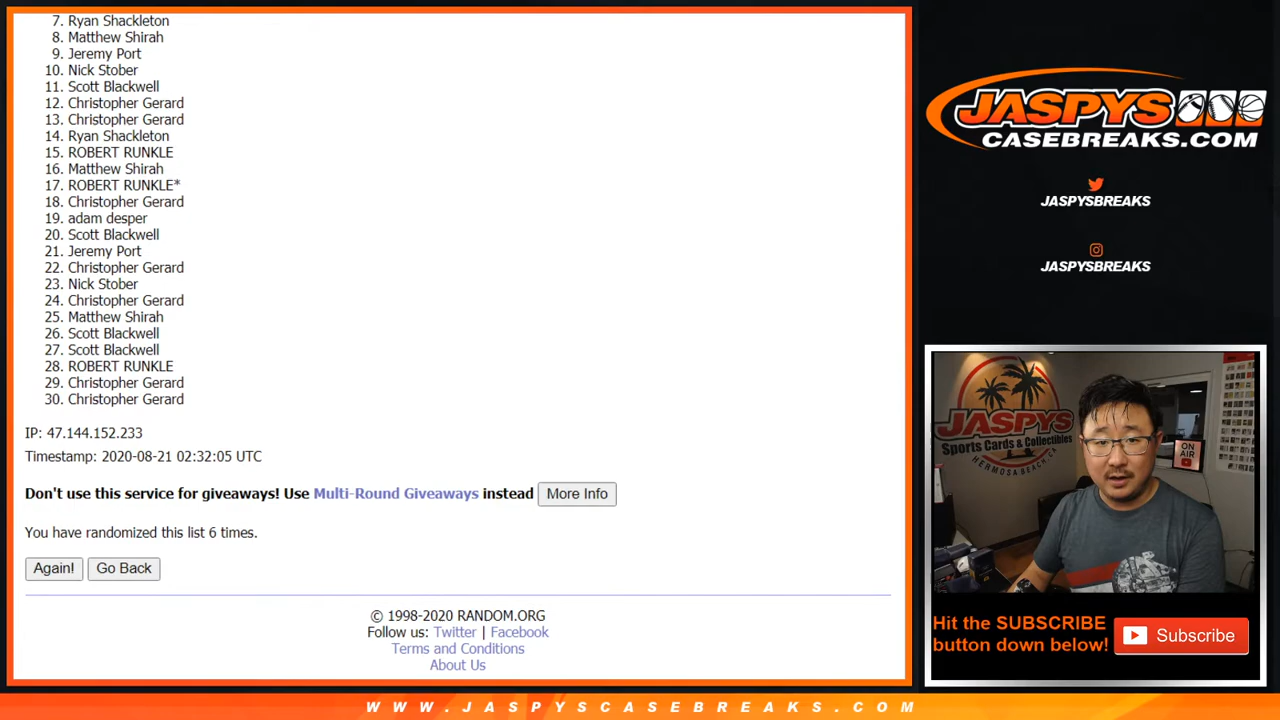 7. Ryan Shackleton
8. Matthew Shirah
9. Jeremy Port
10. Nick Stober
11. Scott Blackwell
12. Christopher Gerard
13. Christopher Gerard
14. Ryan Shackleton
15. ROBERT RUNKLE
16. Matthew Shirah
17. ROBERT RUNKLE*
18. Christopher Gerard
19. adam desper
20. Scott Blackwell
21. Jeremy Port
22. Christopher Gerard
23. Nick Stober
24. Christopher Gerard
25. Matthew Shirah
26. Scott Blackwell
27. Scott Blackwell
28. ROBERT RUNKLE
29. Christopher Gerard
30. Christopher Gerard
IP: 47.144.152.233
Timestamp: 2020-08-21 02:32:05 UTC
Don't use this service for giveaways! Use Multi-Round Giveaways instead More Info
You have randomized this list 6 times.
Again! Go Back
© 1998-2020 RANDOM.ORG
Follow us: Twitter | Facebook
Terms and Conditions
About Us
JASPYS
CASEBREAKS.COM
JASPYSBREAKS
JASPYSBREAKS
JASPYS
Sports Cards & Collectibles
HERMOSA BEACH, CA
ON
AIR
Hit the SUBSCRIBE
button down below!
Subscribe
WWW.JASPYSCASEBREAKS.COM